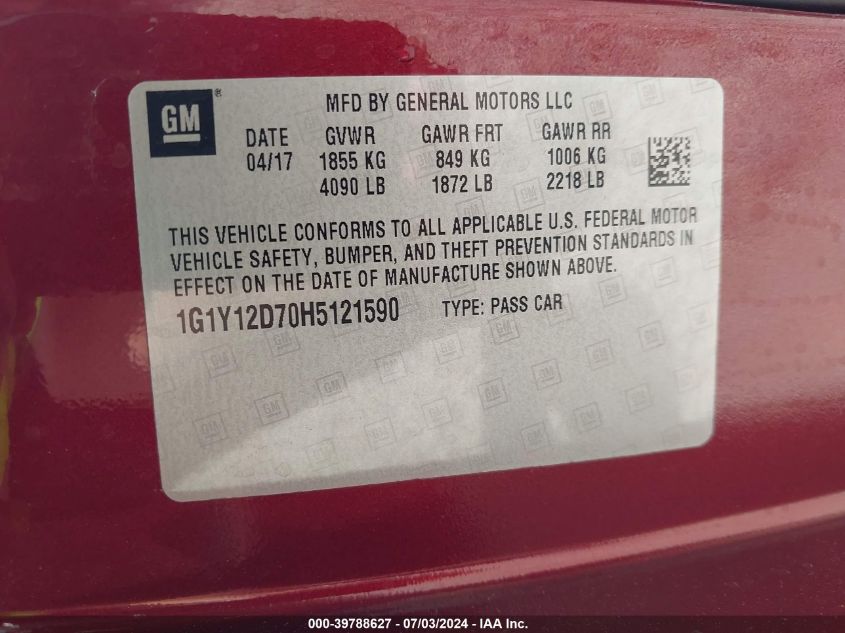 GM ®
MFD BY GENERAL MOTORS LLC
DATE GVWR GAWR FRT GAWR RR
04/17 1855 KG 849 KG 1006 KG
4090 LB 1872 LB 2218 LB
THIS VEHICLE CONFORMS TO ALL APPLICABLE U.S. FEDERAL MOTOR
VEHICLE SAFETY, BUMPER, AND THEFT PREVENTION STANDARDS IN
EFFECT ON THE DATE OF MANUFACTURE SHOWN ABOVE.
1G1Y12D70H5121590 TYPE: PASS CAR
000-39788627 - 07/03/2024 - IAA Inc.